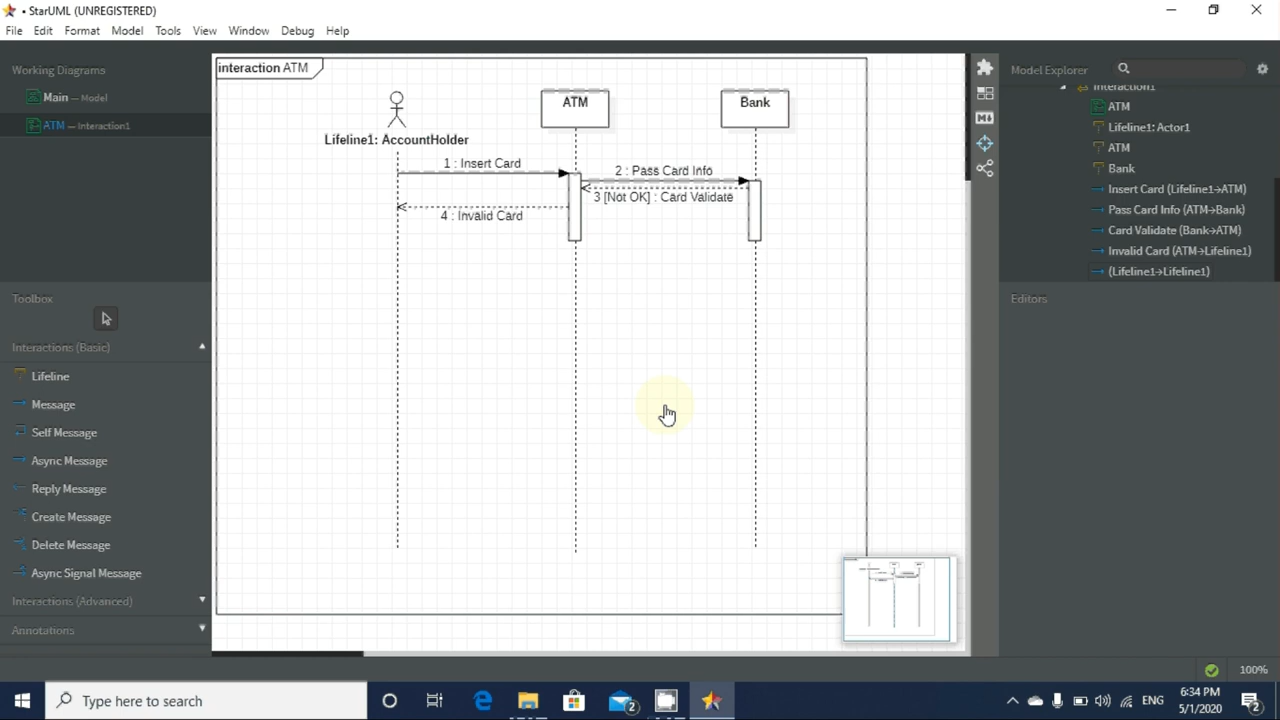 • StarUML (UNREGISTERED)
File Edit Format Model Tools View Window Debug Help
Working Diagrams
Main — Model
ATM — Interaction1
Toolbox
Interactions (Basic)
Lifeline
Message
Self Message
Async Message
Reply Message
Create Message
Delete Message
Async Signal Message
Interactions (Advanced)
Annotations
interaction ATM
Lifeline1: AccountHolder
ATM
Bank
1 : Insert Card
2 : Pass Card Info
3 [Not OK] : Card Validate
4 : Invalid Card
Model Explorer
Interaction1
ATM
Lifeline1: Actor1
ATM
Bank
Insert Card (Lifeline1→ATM)
Pass Card Info (ATM→Bank)
Card Validate (Bank→ATM)
Invalid Card (ATM→Lifeline1)
(Lifeline1→Lifeline1)
Editors
100%
Type here to search
2
ENG
6:34 PM
5/1/2020
2